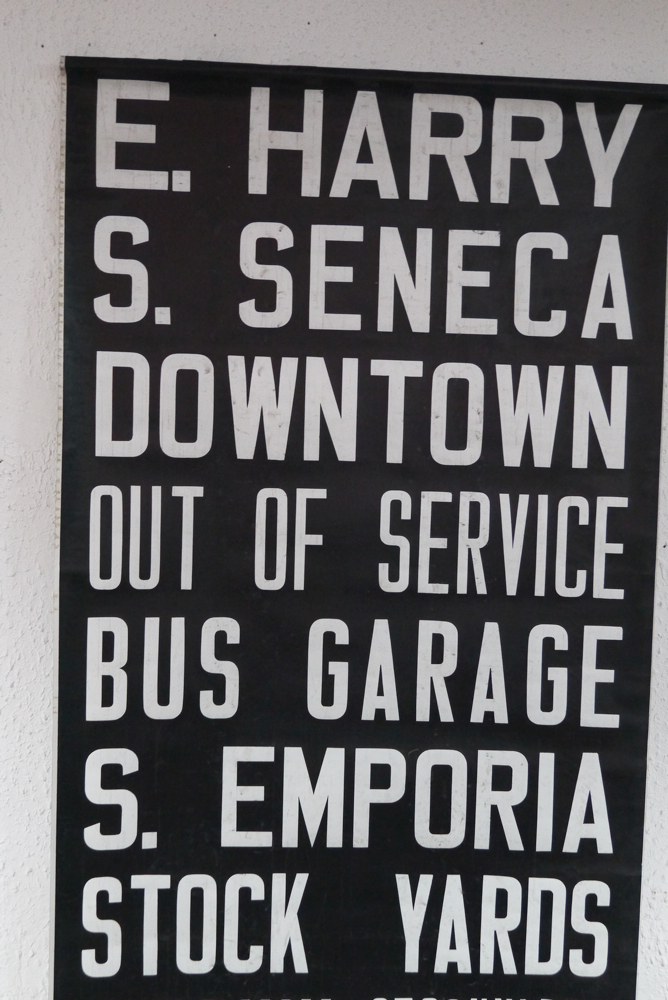 E. HARRY
S. SENECA
DOWNTOWN
OUT OF SERVICE
BUS GARAGE
S. EMPORIA
STOCK YARDS